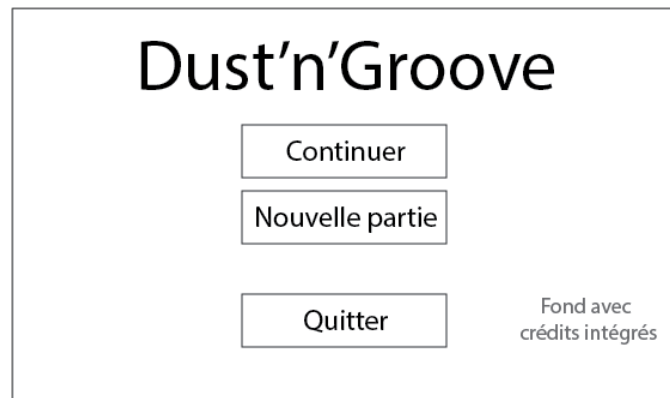 Dust’n’Groove
Continuer
Nouvelle partie
Quitter
Fond avec
crédits intégrés